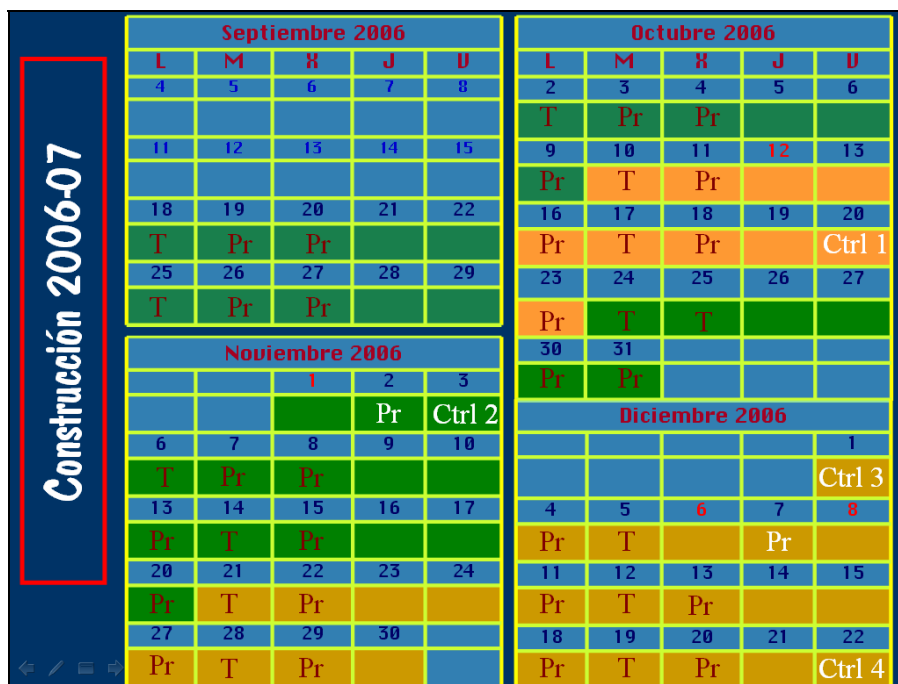 Construcción 2006-07
Septiembre 2006
L M X J V
4 5 6 7 8
11 12 13 14 15
18 19 20 21 22
T Pr Pr
25 26 27 28 29
T Pr Pr
Octubre 2006
L M X J V
2 3 4 5 6
T Pr Pr
9 10 11 12 13
Pr T Pr
16 17 18 19 20
Pr T Pr Ctrl 1
23 24 25 26 27
Pr T T
30 31
Pr Pr
Noviembre 2006
1 2 3
Pr Ctrl 2
6 7 8 9 10
T Pr Pr
13 14 15 16 17
Pr T Pr
20 21 22 23 24
Pr T Pr
27 28 29 30
Pr T Pr
Diciembre 2006
1
Ctrl 3
4 5 6 7 8
Pr T Pr
11 12 13 14 15
Pr T Pr
18 19 20 21 22
Pr T Pr Ctrl 4